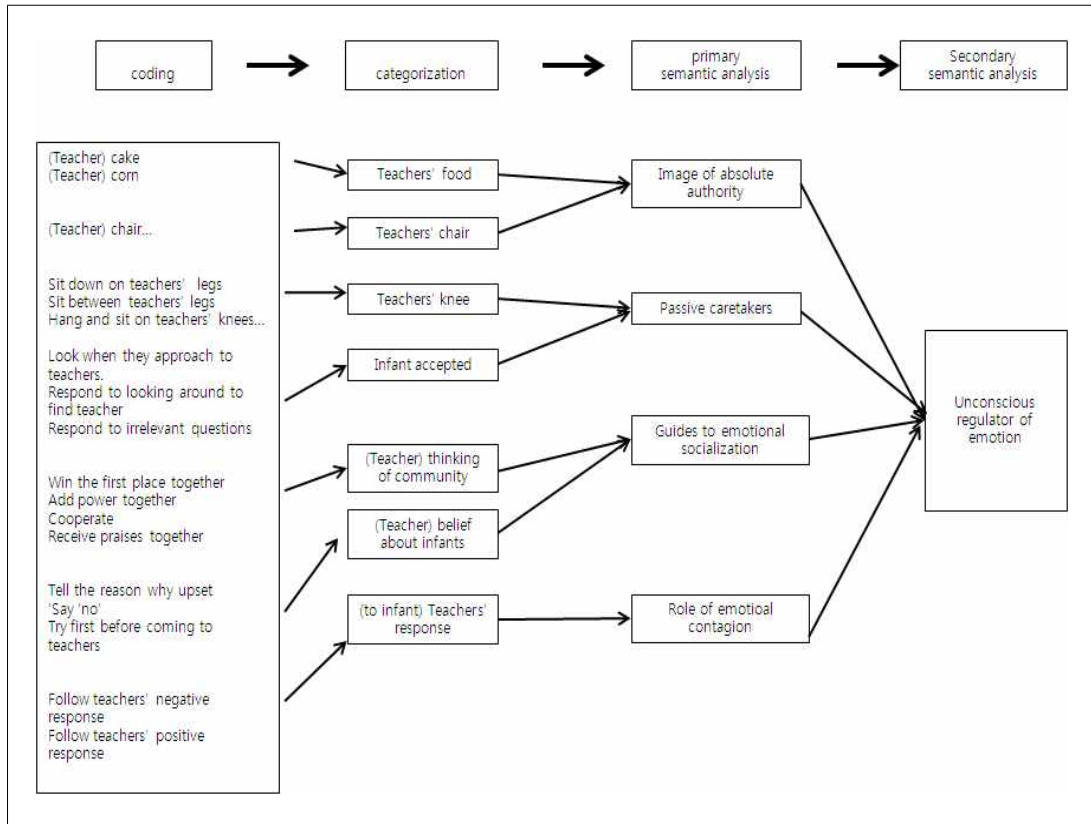 coding
categorization
primary
semantic analysis
Secondary
semantic analysis
(Teacher) cake
(Teacher) corn
(Teacher) chair...
Sit down on teachers' legs
Sit between teachers' legs
Hang and sit on teachers' knees...
Look when they approach to
teachers.
Respond to looking around to
find teacher
Respond to irrelevant questions
Win the first place together
Add power together
Cooperate
Receive praises together
Tell the reason why upset
'Say 'no'
Try first before coming to
teachers
Follow teachers' negative
response
Follow teachers' positive
response
Teachers' food
Teachers' chair
Teachers' knee
Infant accepted
(Teacher) thinking
of community
(Teacher) belief
about infants
(to infant) Teachers'
response
Image of absolute
authority
Passive caretakers
Guides to emotional
socialization
Role of emotioal
contagion
Unconscious
regulator of
emotion